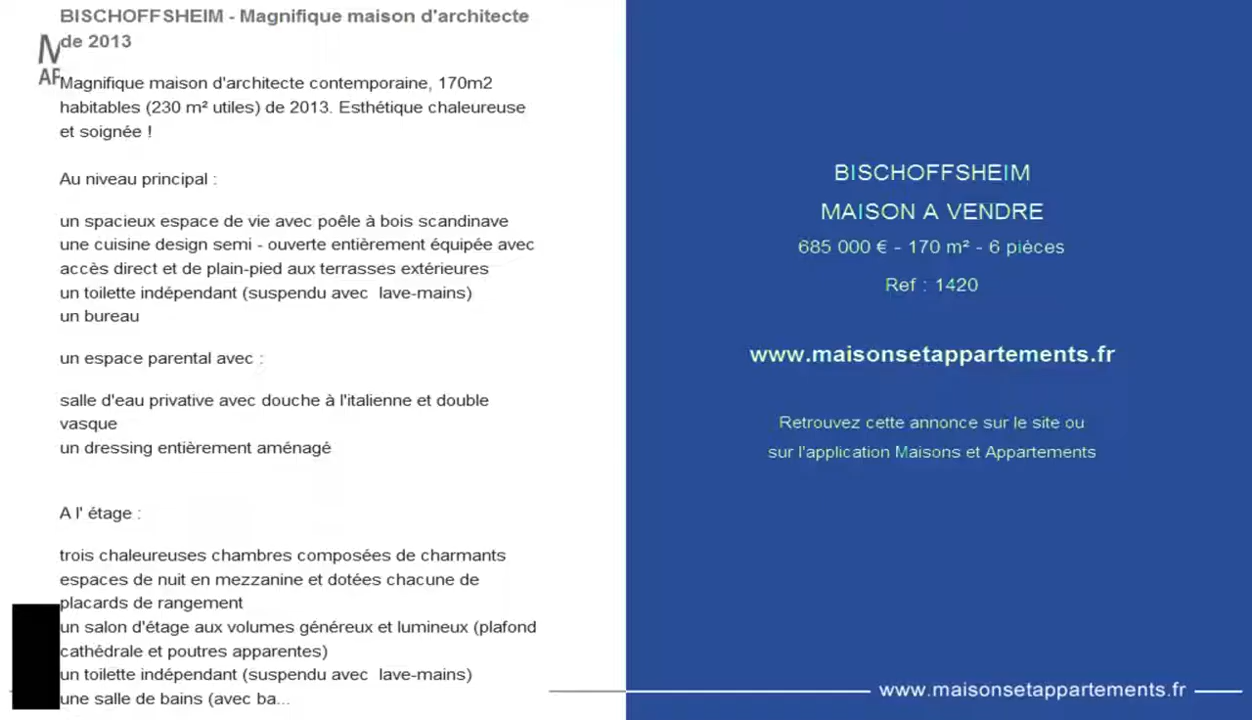 BISCHOFFSHEIM - Magnifique maison d'architecte
de 2013
Magnifique maison d'architecte contemporaine, 170m2
habitables (230 m² utiles) de 2013. Esthétique chaleureuse
et soignée !
Au niveau principal :
un spacieux espace de vie avec poêle à bois scandinave
une cuisine design semi - ouverte entièrement équipée avec
accès direct et de plain-pied aux terrasses extérieures
un toilette indépendant (suspendu avec lave-mains)
un bureau
un espace parental avec :
salle d'eau privative avec douche à l'italienne et double
vasque
un dressing entièrement aménagé
A l' étage :
trois chaleureuses chambres composées de charmants
espaces de nuit en mezzanine et dotées chacune de
placards de rangement
un salon d'étage aux volumes généreux et lumineux (plafond
cathédrale et poutres apparentes)
un toilette indépendant (suspendu avec lave-mains)
une salle de bains (avec ba...
BISCHOFFSHEIM
MAISON A VENDRE
685 000 € - 170 m² - 6 pièces
Ref : 1420
www.maisonsetappartements.fr
Retrouvez cette annonce sur le site ou
sur l'application Maisons et Appartements
www.maisonsetappartements.fr